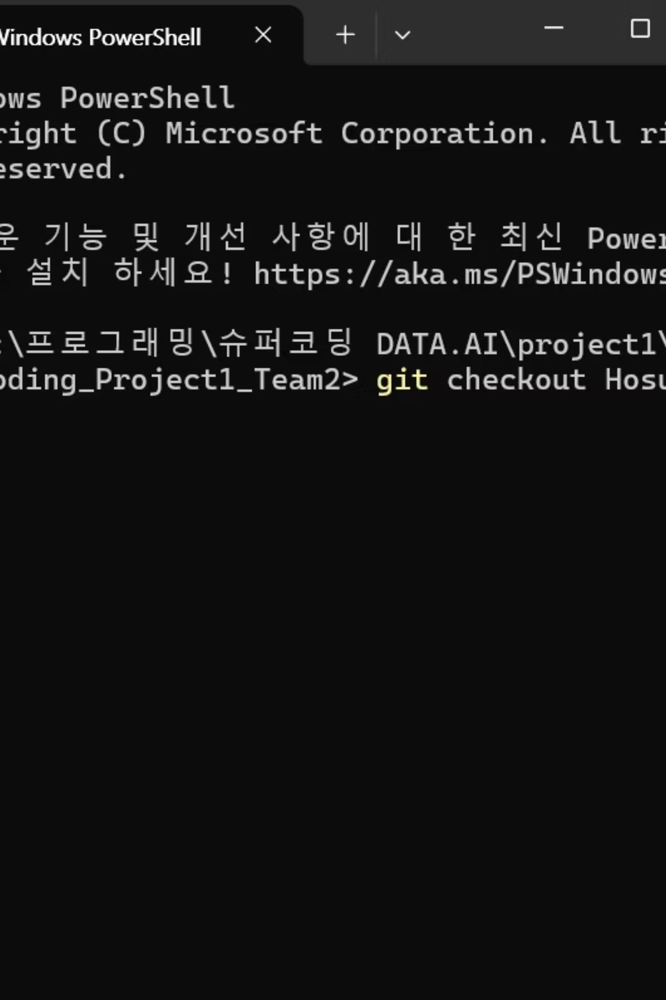 Windows PowerShell
ows PowerShell
right (C) Microsoft Corporation. All ri
eserved.
운 기능 및 개선 사항에 대 한 최신 Power
설치 하세요! https://aka.ms/PSWindows
:\프로그래밍\슈퍼코딩 DATA.AI\project1\
oding_Project1_Team2> git checkout Hosu